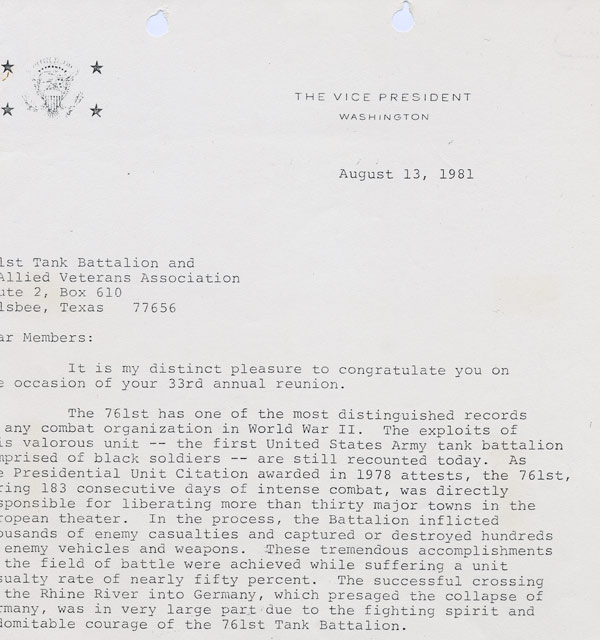 THE VICE PRESIDENT
WASHINGTON
August 13, 1981
1st Tank Battalion and
Allied Veterans Association
ute 2, Box 610
lsbee, Texas 77656
ar Members:
It is my distinct pleasure to congratulate you on
e occasion of your 33rd annual reunion.
The 761st has one of the most distinguished records
any combat organization in World War II. The exploits of
is valorous unit -- the first United States Army tank battalion
mprised of black soldiers -- are still recounted today. As
e Presidential Unit Citation awarded in 1978 attests, the 761st,
ring 183 consecutive days of intense combat, was directly
sponsible for liberating more than thirty major towns in the
ropean theater. In the process, the Battalion inflicted
ousands of enemy casualties and captured or destroyed hundreds
enemy vehicles and weapons. These tremendous accomplishments
the field of battle were achieved while suffering a unit
sualty rate of nearly fifty percent. The successful crossing
the Rhine River into Germany, which presaged the collapse of
rmany, was in very large part due to the fighting spirit and
domitable courage of the 761st Tank Battalion.